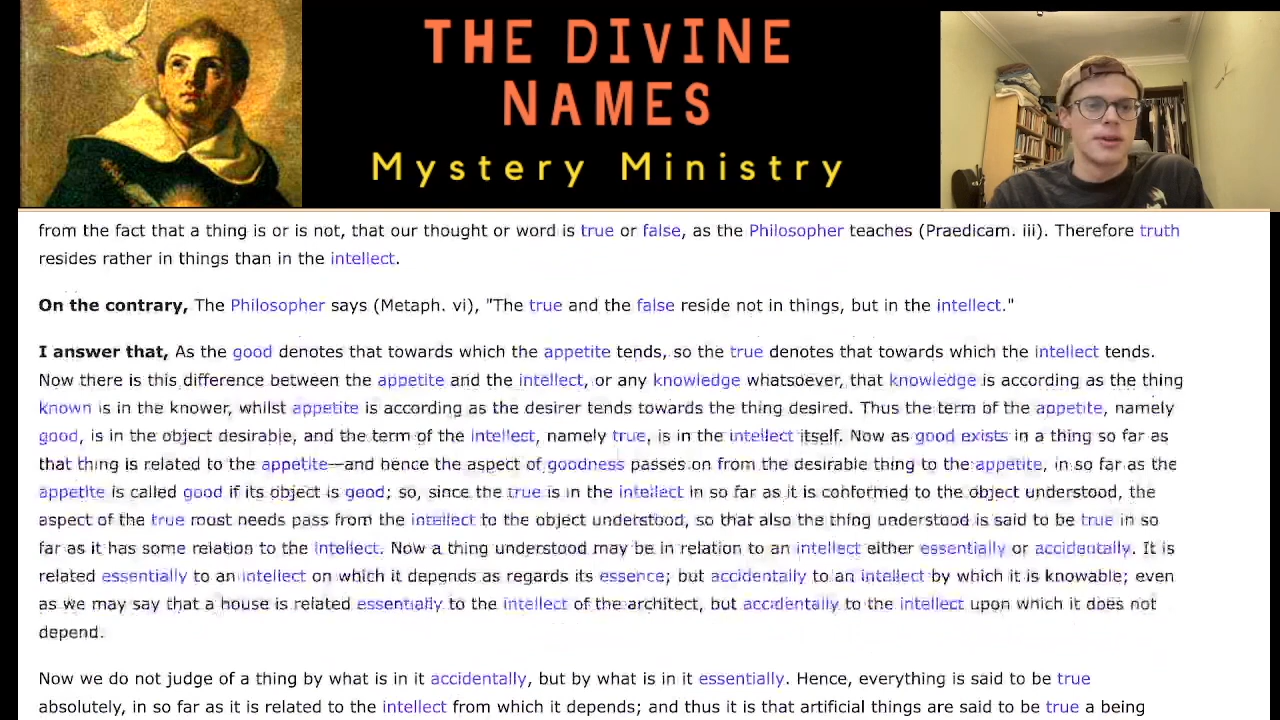 THE DIVINE
NAMES
Mystery Ministry
from the fact that a thing is or is not, that our thought or word is true or false, as the Philosopher teaches (Praedicam. iii). Therefore truth
resides rather in things than in the intellect.
On the contrary, The Philosopher says (Metaph. vi), "The true and the false reside not in things, but in the intellect."
I answer that, As the good denotes that towards which the appetite tends, so the true denotes that towards which the intellect tends.
Now there is this difference between the appetite and the intellect, or any knowledge whatsoever, that knowledge is according as the thing
known is in the knower, whilst appetite is according as the desirer tends towards the thing desired. Thus the term of the appetite, namely
good, is in the object desirable, and the term of the intellect, namely true, is in the intellect itself. Now as good exists in a thing so far as
that thing is related to the appetite—and hence the aspect of goodness passes on from the desirable thing to the appetite, in so far as the
appetite is called good if its object is good; so, since the true is in the intellect in so far as it is conformed to the object understood, the
aspect of the true must needs pass from the intellect to the object understood, so that also the thing understood is said to be true in so
far as it has some relation to the intellect. Now a thing understood may be in relation to an intellect either essentially or accidentally. It is
related essentially to an intellect on which it depends as regards its essence; but accidentally to an intellect by which it is knowable; even
as we may say that a house is related essentially to the intellect of the architect, but accidentally to the intellect upon which it does not
depend.
Now we do not judge of a thing by what is in it accidentally, but by what is in it essentially. Hence, everything is said to be true
absolutely, in so far as it is related to the intellect from which it depends; and thus it is that artificial things are said to be true a being